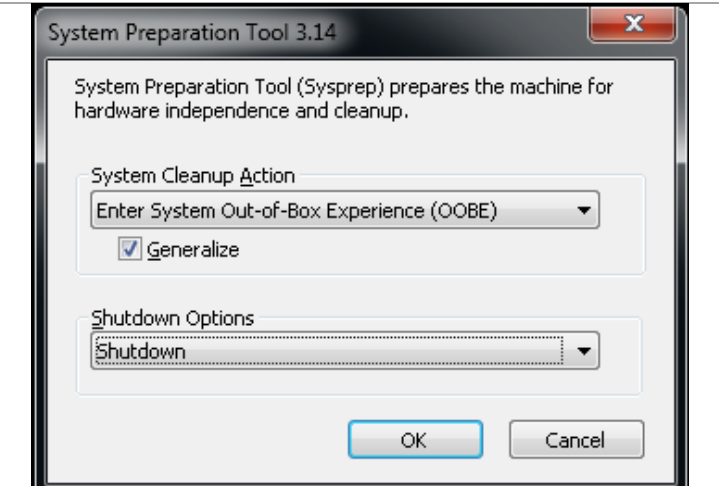 System Preparation Tool 3.14
System Preparation Tool (Sysprep) prepares the machine for
hardware independence and cleanup.
System Cleanup Action
Enter System Out-of-Box Experience (OOBE)
Generalize
Shutdown Options
Shutdown
OK
Cancel